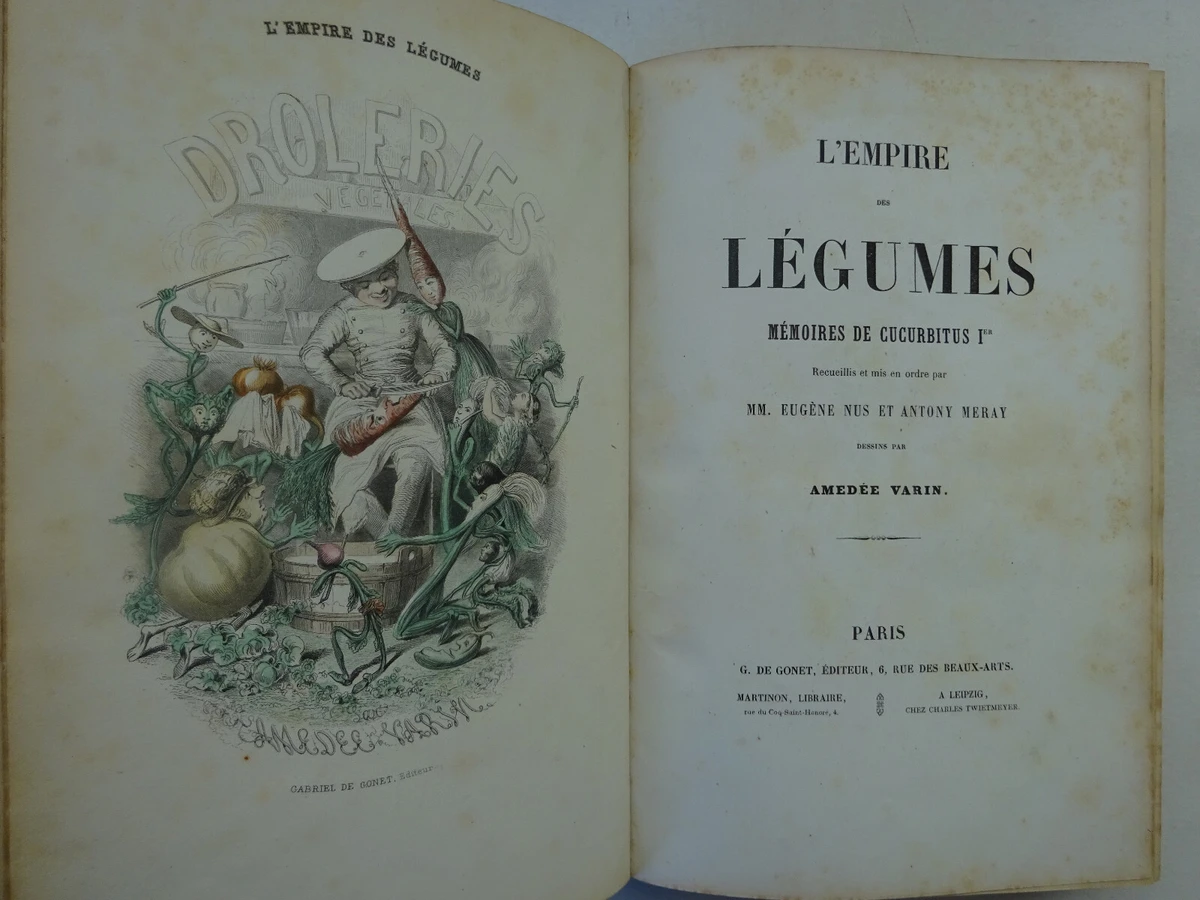 L'EMPIRE DES LÉGUMES
DROLERIES
VÉGÉTALES
AMEDEE VARIN
GABRIEL DE GONET, Editeur
L'EMPIRE
DES
LÉGUMES
MÉMOIRES DE CUCURBITUS IER
Recueillis et mis en ordre par
MM. EUGÈNE NUS ET ANTONY MERAY
DESSINS PAR
AMEDÉE VARIN.
PARIS
G. DE GONET, ÉDITEUR, 6, RUE DES BEAUX-ARTS.
MARTINON, LIBRAIRE,
rue du Coq-Saint-Honoré, 4.
A LEIPZIG,
CHEZ CHARLES TWIETMEYER.